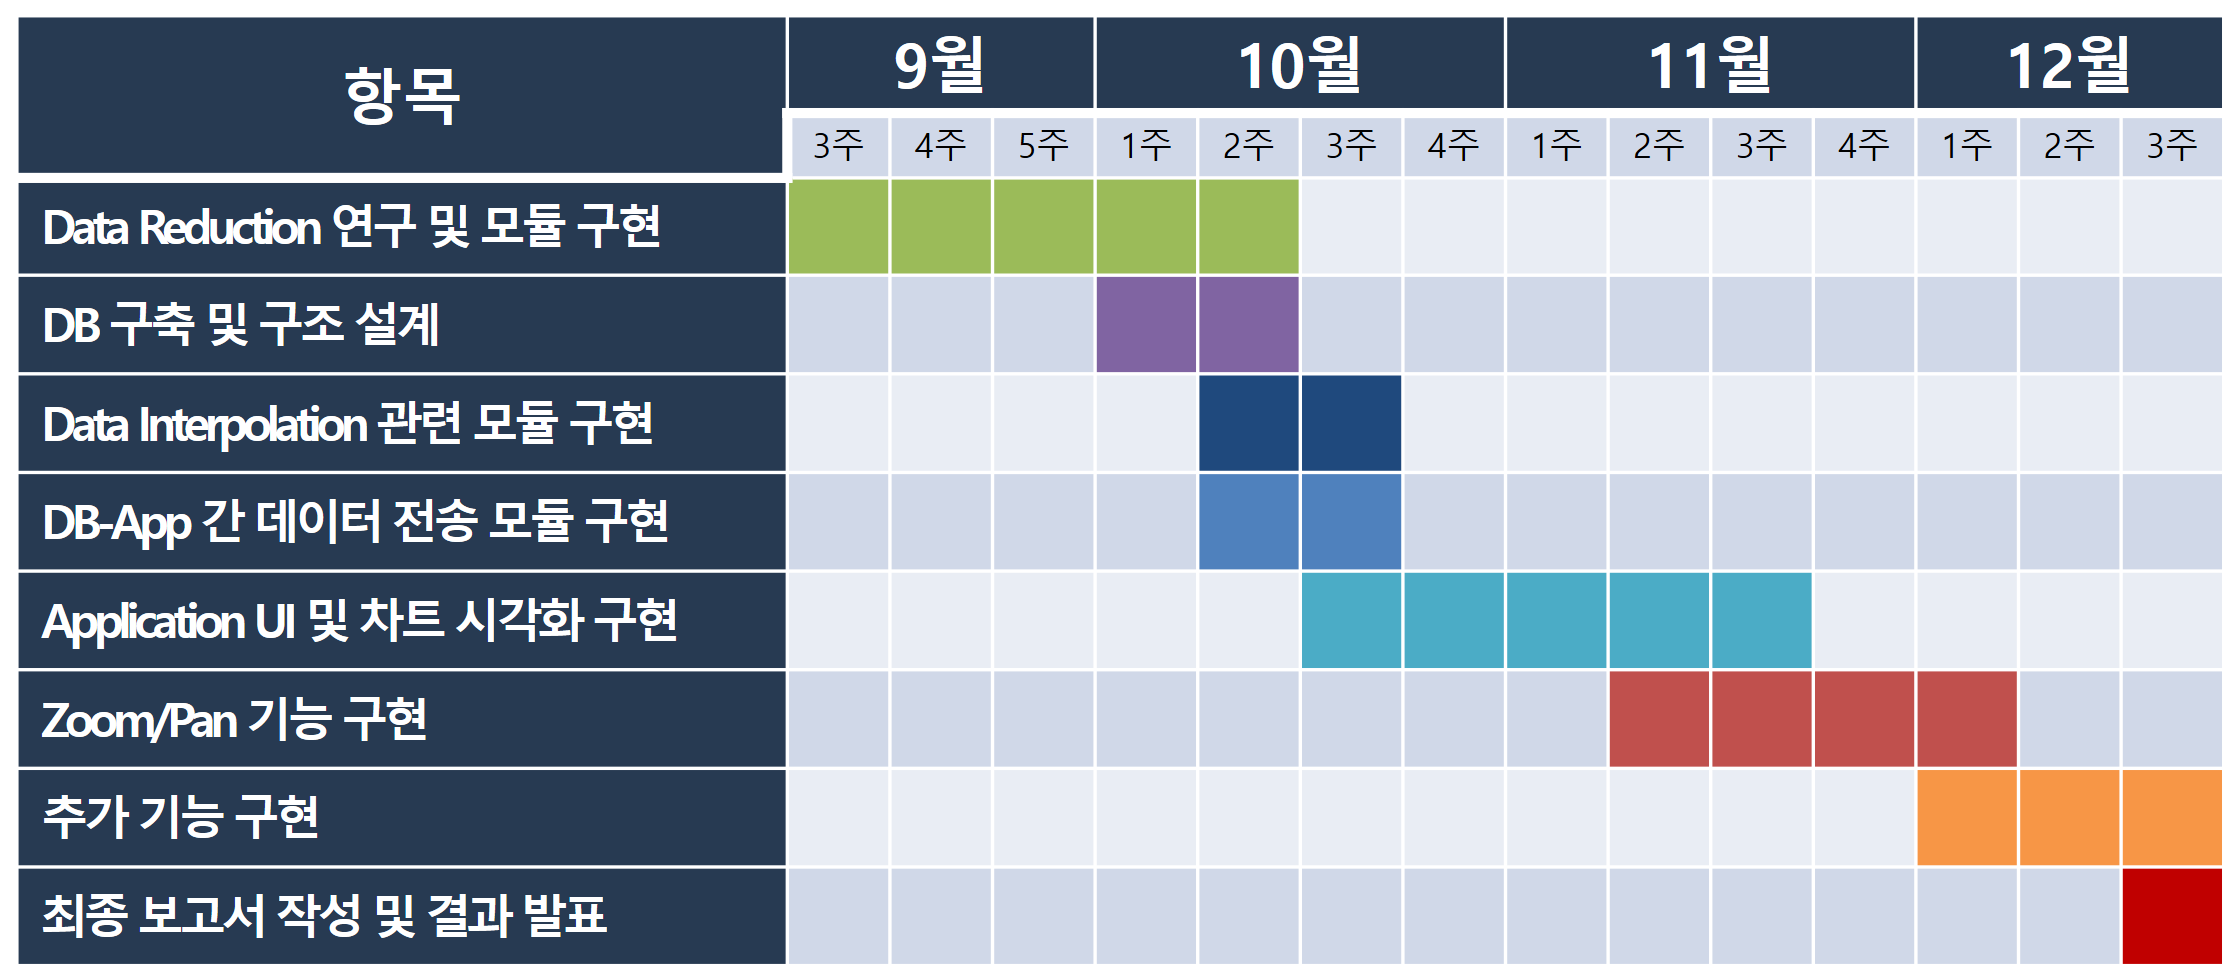 항목
9월 10월 11월 12월
3주 4주 5주 1주 2주 3주 4주 1주 2주 3주 4주 1주 2주 3주
Data Reduction 연구 및 모듈 구현
DB 구축 및 구조 설계
Data Interpolation 관련 모듈 구현
DB-App 간 데이터 전송 모듈 구현
Application UI 및 차트 시각화 구현
Zoom/Pan 기능 구현
추가 기능 구현
최종 보고서 작성 및 결과 발표